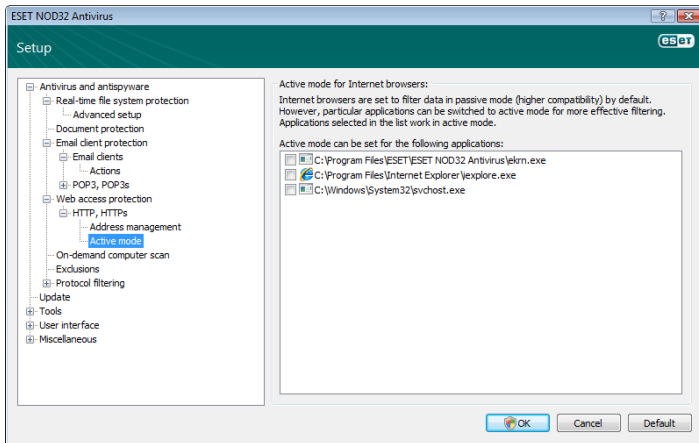 ESET NOD32 Antivirus
Setup
eseT
Antivirus and antispyware
Real-time file system protection
Advanced setup
Document protection
Email client protection
Email clients
Actions
POP3, POP3s
Web access protection
HTTP, HTTPs
Address management
Active mode
On-demand computer scan
Exclusions
Protocol filtering
Update
Tools
User interface
Miscellaneous
Active mode for Internet browsers:
Internet browsers are set to filter data in passive mode (higher compatibility) by default.
However, particular applications can be switched to active mode for more effective filtering.
Applications selected in the list work in active mode.
Active mode can be set for the following applications:
C:\Program Files\ESET\ESET NOD32 Antivirus\ekrn.exe
C:\Program Files\Internet Explorer\iexplore.exe
C:\Windows\System32\svchost.exe
OK
Cancel
Default